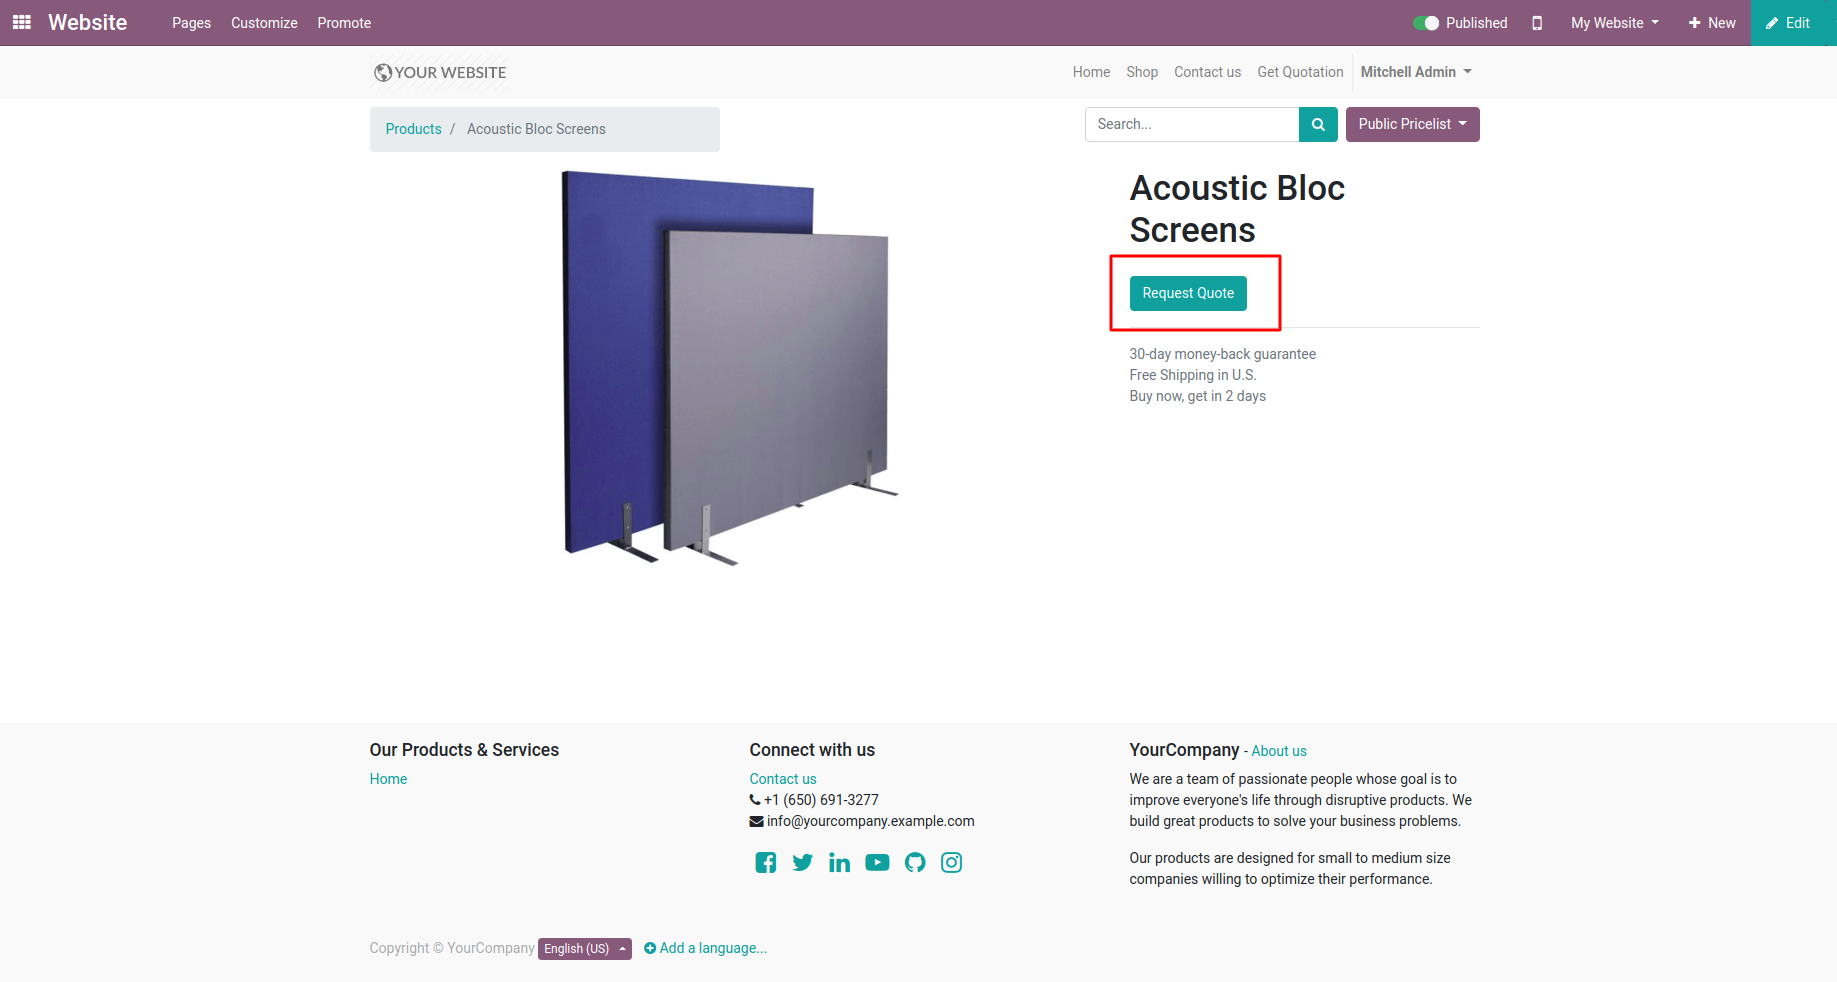 Website Pages Customize Promote Published My Website New Edit
YOUR WEBSITE Home Shop Contact us Get Quotation Mitchell Admin
Products / Acoustic Bloc Screens Search... Public Pricelist
Acoustic Bloc
Screens
Request Quote
30-day money-back guarantee
Free Shipping in U.S.
Buy now, get in 2 days
Our Products & Services
Home
Connect with us
Contact us
+1 (650) 691-3277
info@yourcompany.example.com
YourCompany - About us
We are a team of passionate people whose goal is to
improve everyone's life through disruptive products. We
build great products to solve your business problems.
Our products are designed for small to medium size
companies willing to optimize their performance.
Copyright © YourCompany English (US) Add a language...